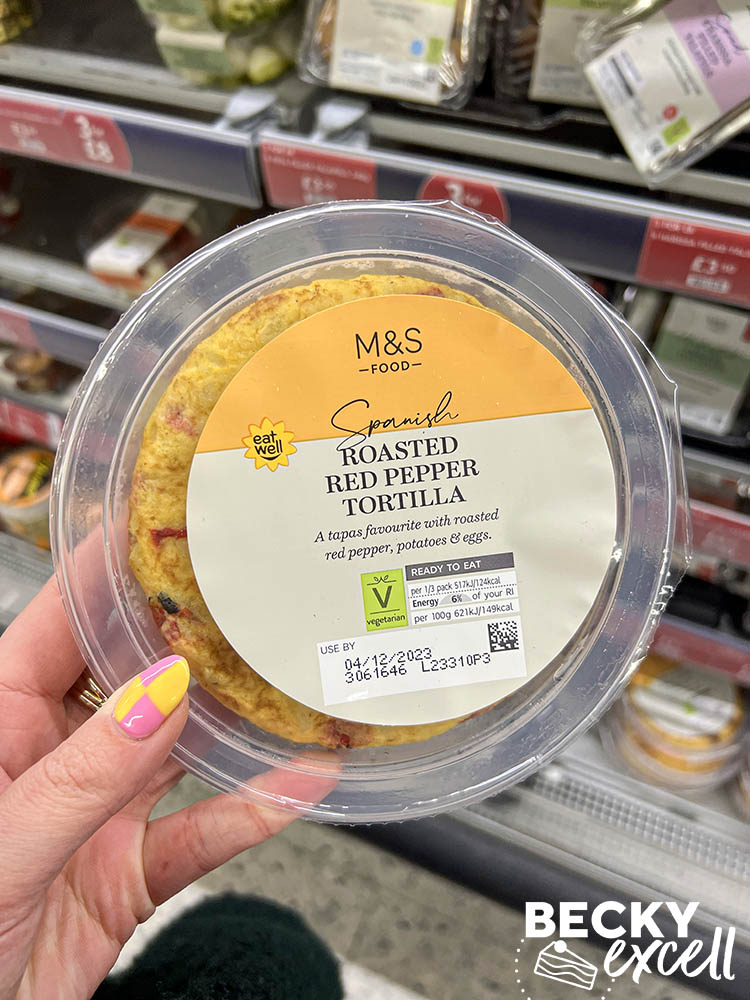 M&S
FOOD
Spanish
eat
well
ROASTED
RED PEPPER
TORTILLA
A tapas favourite with roasted
red pepper, potatoes & eggs.
V
vegetarian
READY TO EAT
per 1/3 pack 517kJ/124kcal
Energy 6% of your RI
per 100g 621kJ/149kcal
USE BY
04/12/2023
3061646 L23310P3
BECKY
excell